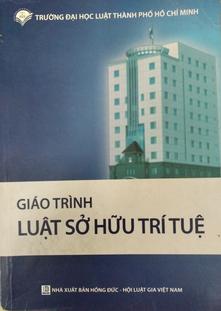 TRƯỜNG ĐẠI HỌC LUẬT THÀNH PHỐ HỒ CHÍ MINH
GIÁO TRÌNH
LUẬT SỞ HỮU TRÍ TUỆ
NHÀ XUẤT BẢN HỒNG ĐỨC - HỘI LUẬT GIA VIỆT NAM